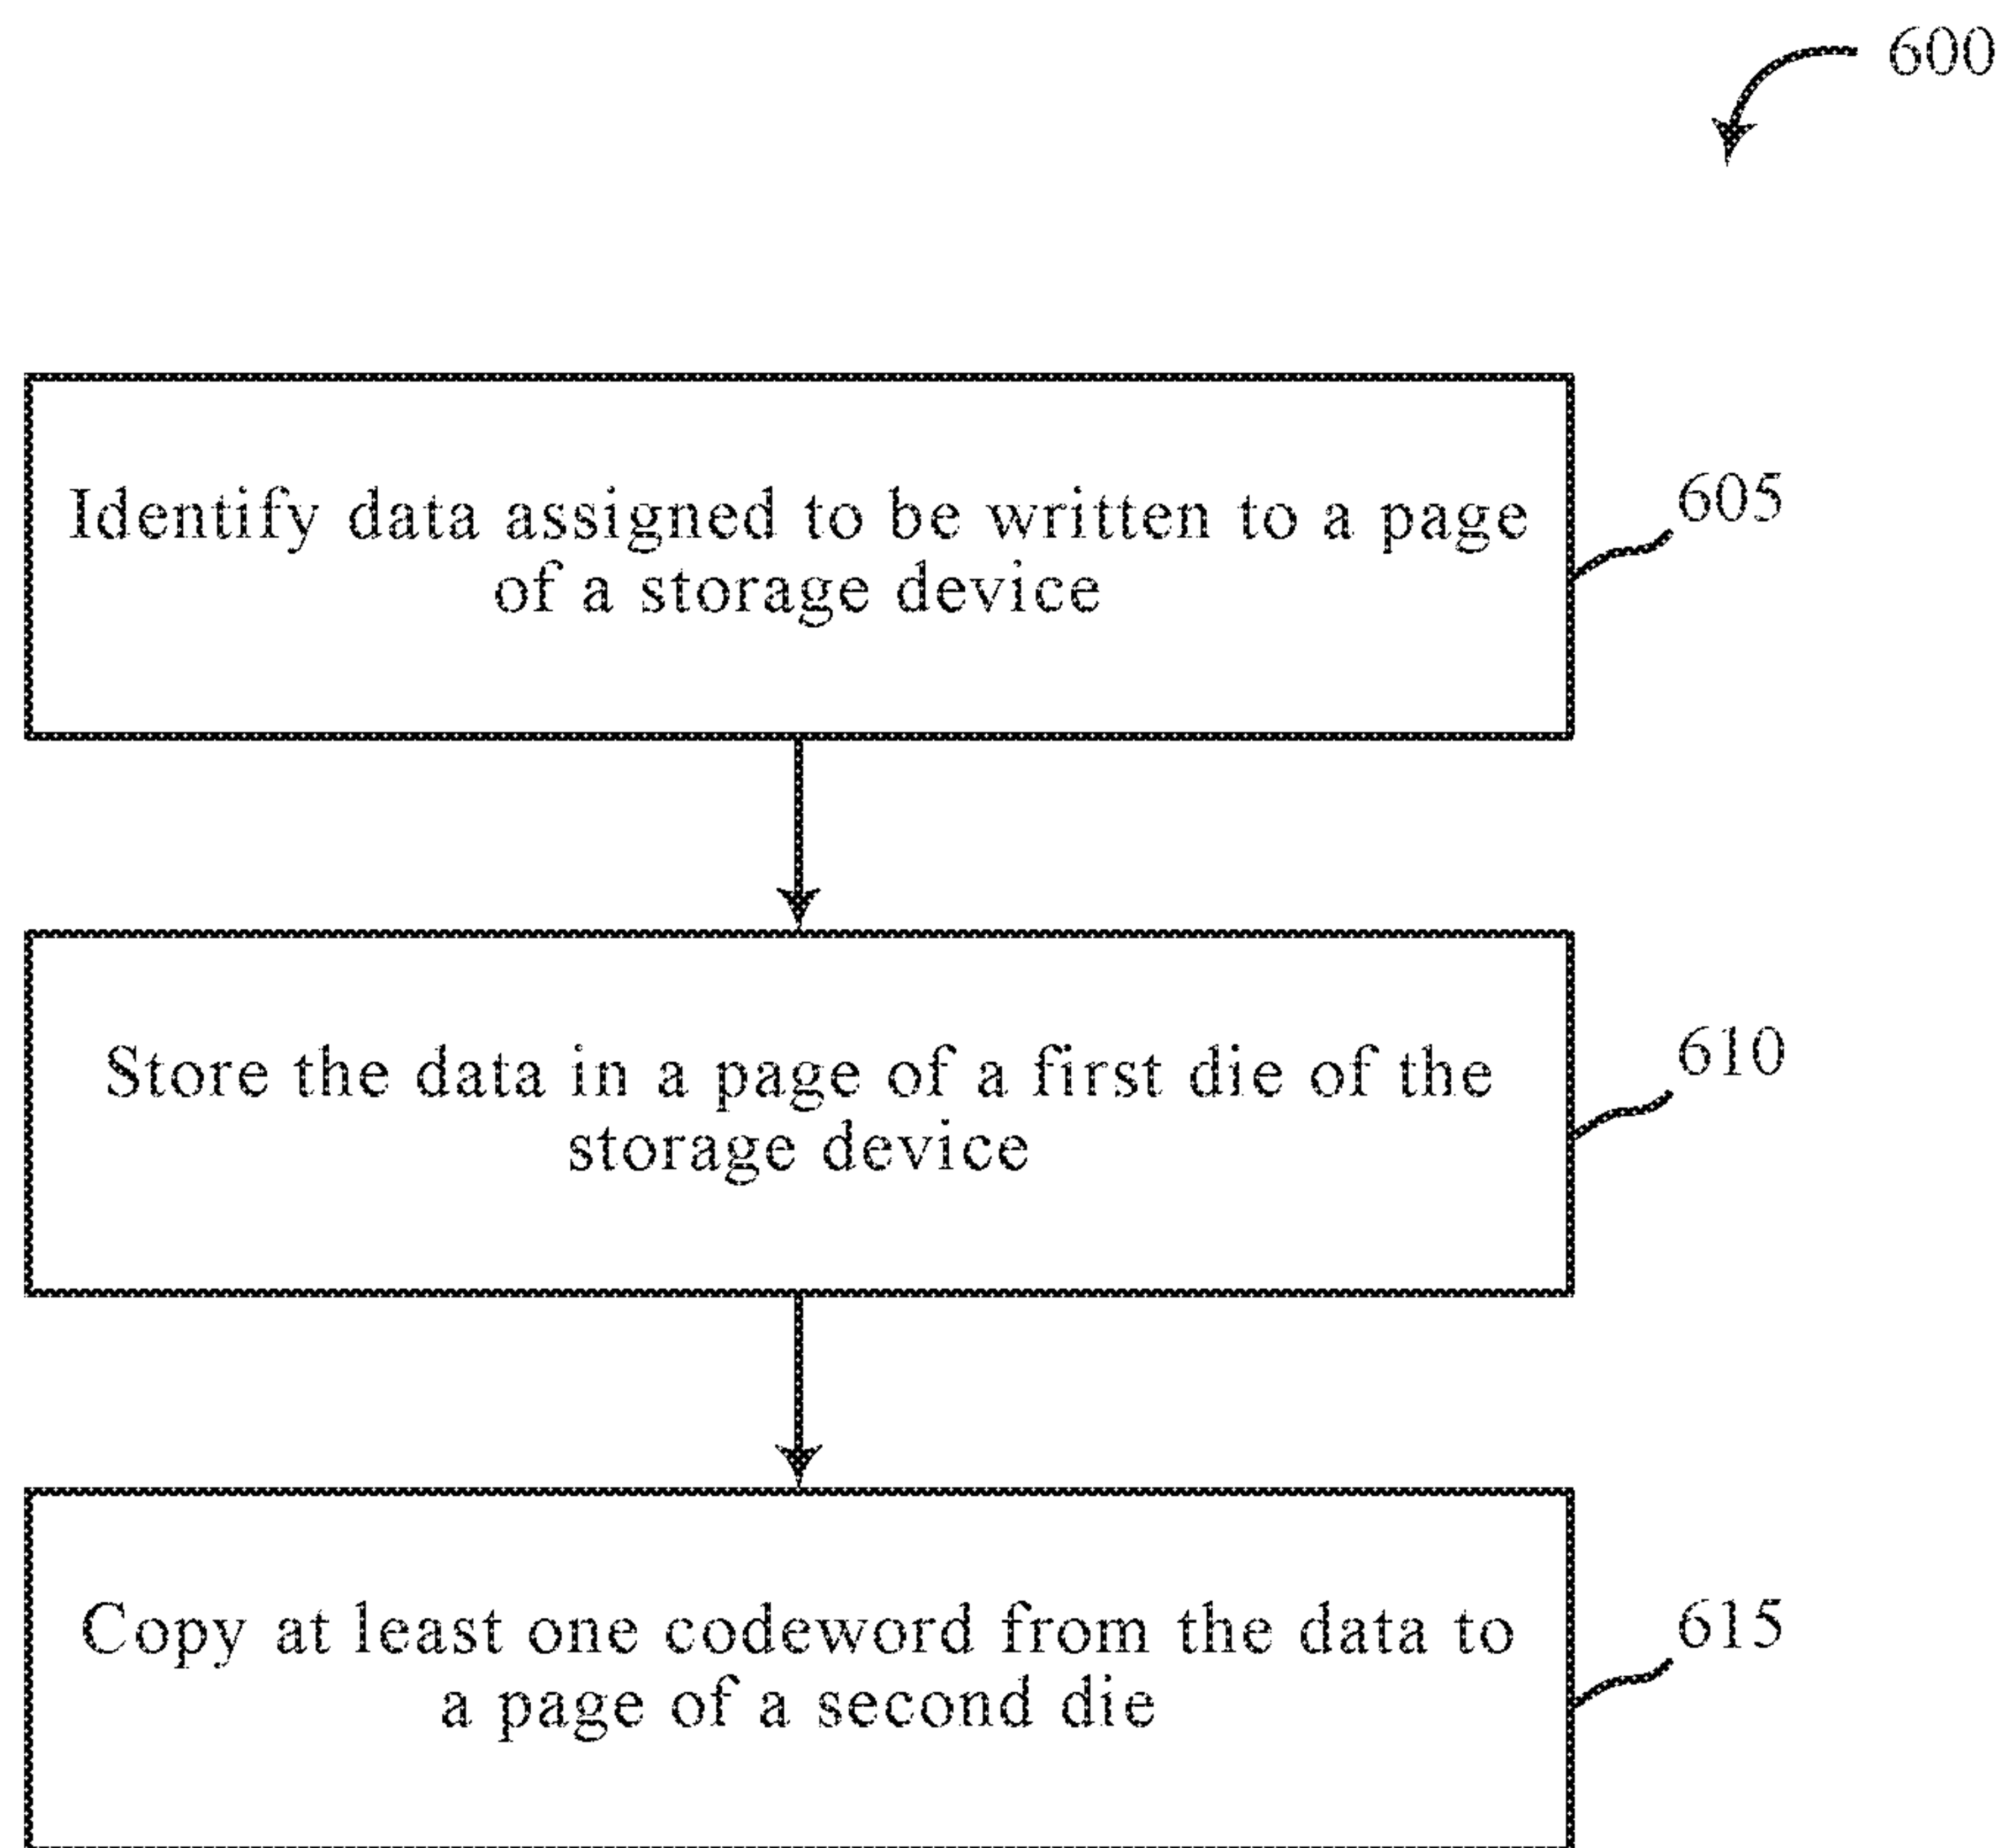 600
Identify data assigned to be written to a page
of a storage device
605
Store the data in a page of a first die of the
storage device
610
Copy at least one codeword from the data to
a page of a second die
615